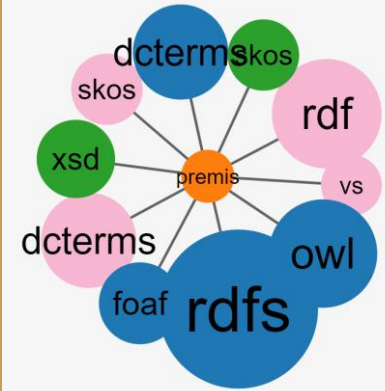 dcterms
skos
skos
rdf
xsd
premis
vs
dcterms
owl
foaf
rdfs